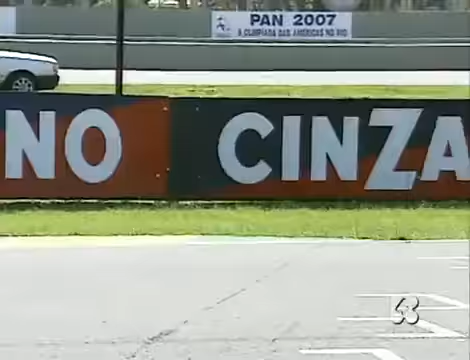 PAN 2007
A OLIMPÍADA DAS AMÉRICAS NO RIO
NO CINZA